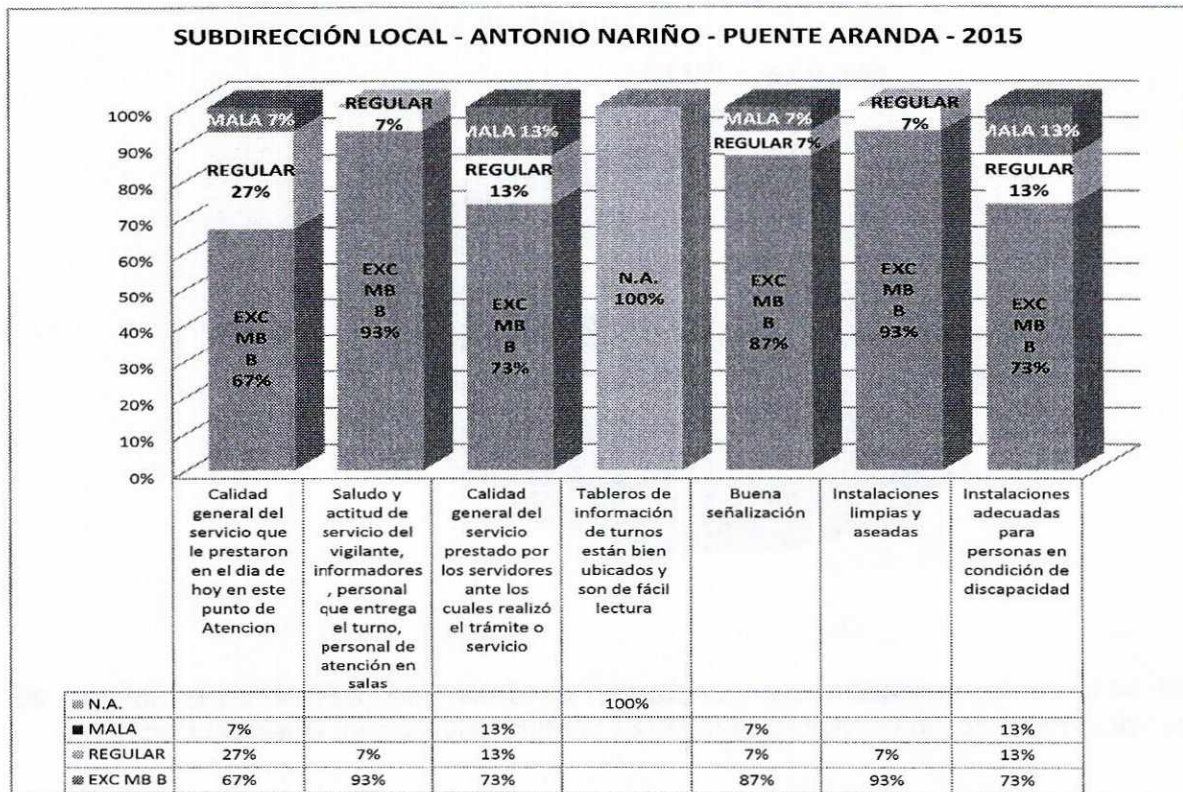 SUBDIRECCIÓN LOCAL - ANTONIO NARIÑO - PUENTE ARANDA - 2015
100%
90%
80%
70%
60%
50%
40%
30%
20%
10%
0%
MALA 7%
REGULAR
27%
EXC
MB
B
67%
REGULAR
7%
EXC
MB
B
93%
MALA 13%
REGULAR
13%
EXC
MB
B
73%
N.A.
100%
MALA 7%
REGULAR 7%
EXC
MB
B
87%
REGULAR
7%
EXC
MB
B
93%
MALA 13%
REGULAR
13%
EXC
MB
B
73%
Calidad
general del
servicio que
le prestaron
en el dia de
hoy en este
punto de
Atencion
Saludo y
actitud de
servicio del
vigilante,
informadores
, personal
que entrega
el turno,
personal de
atención en
salas
Calidad
general del
servicio
prestado por
los servidores
ante los
cuales realizó
el trámite o
servicio
Tableros de
información
de turnos
están bien
ubicados y
son de fácil
lectura
Buena
señalización
Instalaciones
limpias y
aseadas
Instalaciones
adecuadas
para
personas en
condición de
discapacidad
N.A. 100%
MALA 7% 13% 7% 13%
REGULAR 27% 7% 13% 7% 7% 13%
EXC MB B 67% 93% 73% 87% 93% 73%